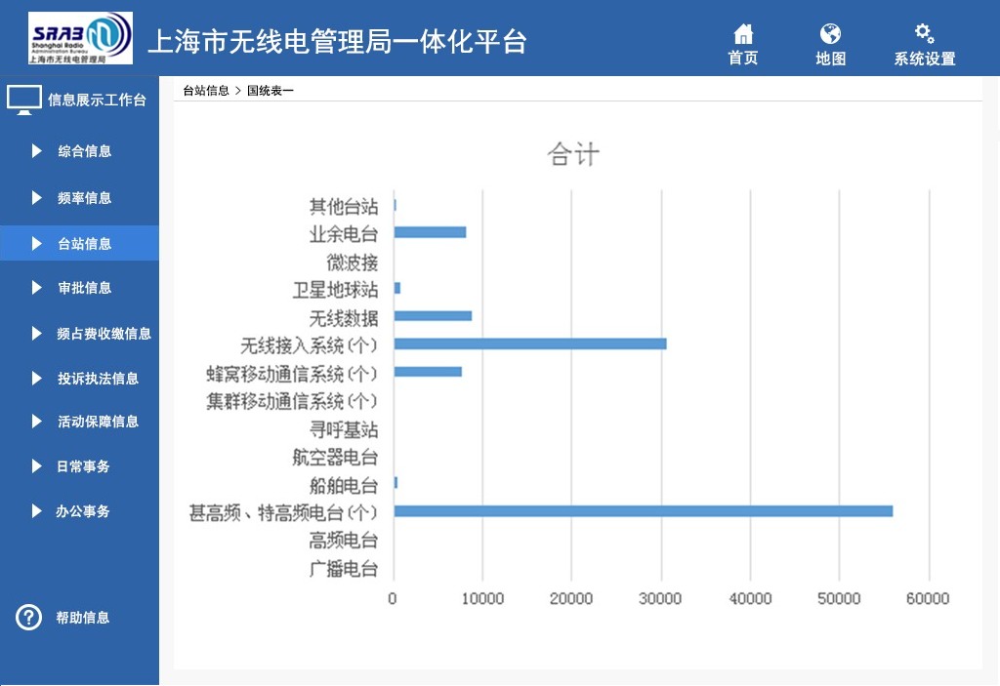 SRAB
Shanghai Radio
Administration Bureau
上海市无线电管理局
上海市无线电管理局一体化平台
首页
地图
系统设置
信息展示工作台
综合信息
频率信息
台站信息
审批信息
频占费收缴信息
投诉执法信息
活动保障信息
日常事务
办公事务
帮助信息
台站信息 > 国统表一
合计
其他台站
业余电台
微波接
卫星地球站
无线数据
无线接入系统(个)
蜂窝移动通信系统(个)
集群移动通信系统(个)
寻呼基站
航空器电台
船舶电台
甚高频、特高频电台(个)
高频电台
广播电台
0 10000 20000 30000 40000 50000 60000